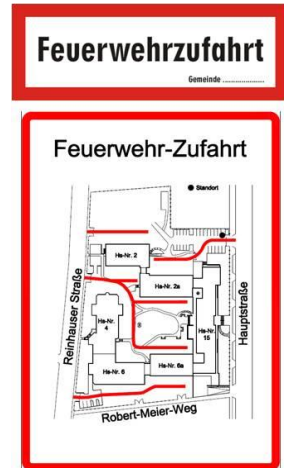 Feuerwehrzufahrt
Gemeinde ....................
Feuerwehr-Zufahrt
Standort
Hs-Nr. 2
Hs-Nr. 2a
Reinhauser Straße
Hs-Nr.
4
Hs-Nr.
15
Hauptstraße
Hs-Nr. 6
Hs-Nr. 6a
Robert-Meier-Weg